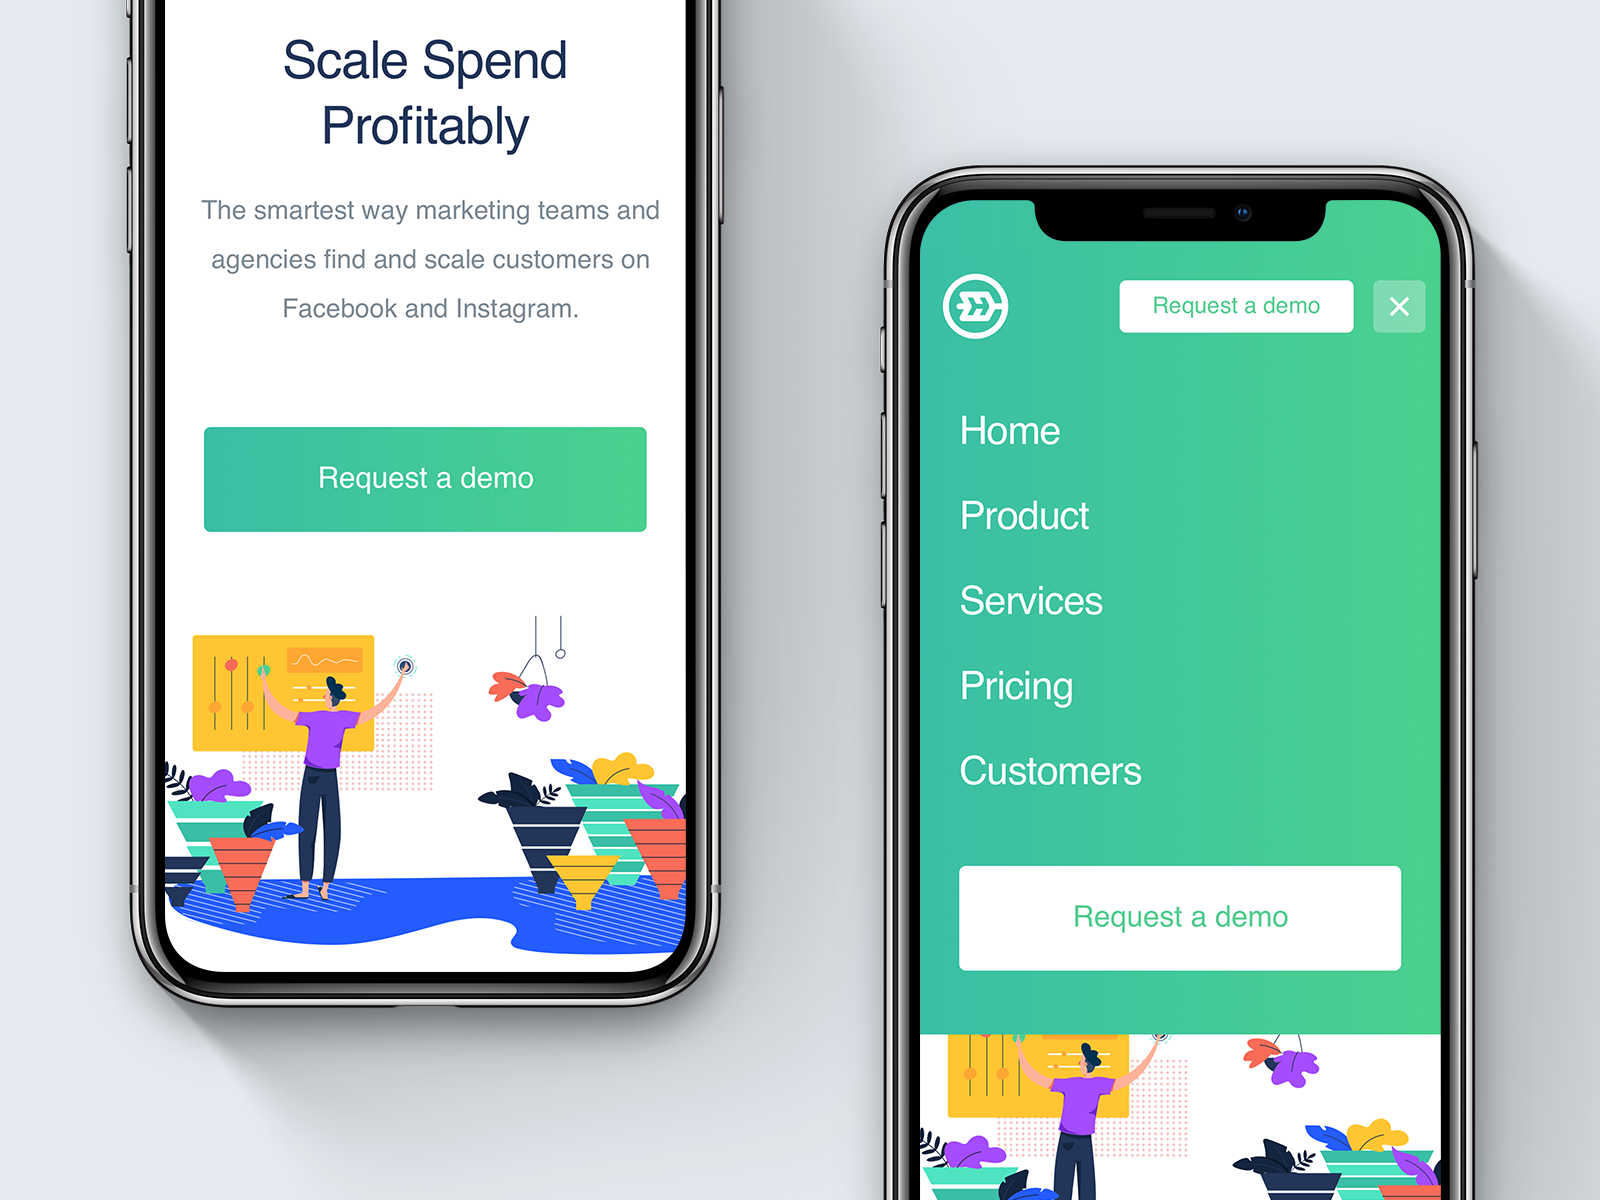 Scale Spend
Profitably
The smartest way marketing teams and
agencies find and scale customers on
Facebook and Instagram.
Request a demo
Request a demo
Home
Product
Services
Pricing
Customers
Request a demo